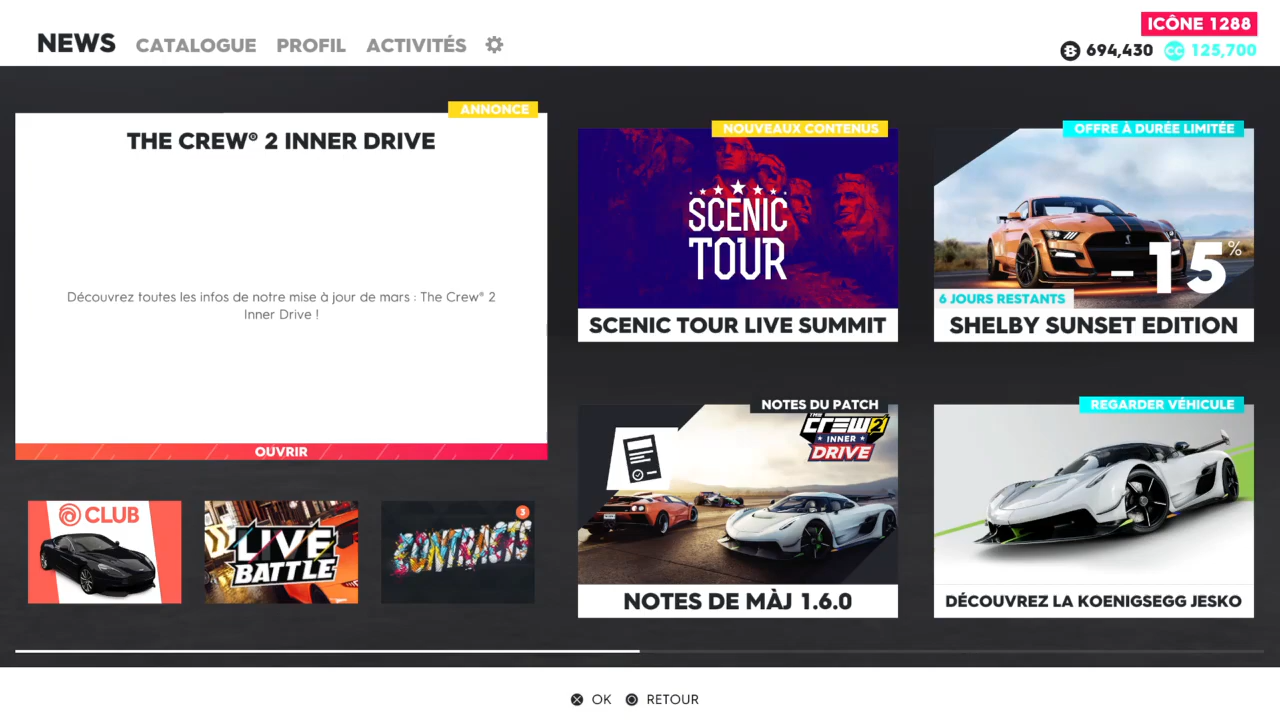 NEWS CATALOGUE PROFIL ACTIVITÉS
ICÔNE 1288
694,430 CC 125,700
ANNONCE
THE CREW® 2 INNER DRIVE
Découvrez toutes les infos de notre mise à jour de mars : The Crew® 2
Inner Drive !
OUVRIR
CLUB
LIVE
BATTLE
CONTRACTS
3
NOUVEAUX CONTENUS
SCENIC
TOUR
SCENIC TOUR LIVE SUMMIT
OFFRE À DURÉE LIMITÉE
-15%
6 JOURS RESTANTS
SHELBY SUNSET EDITION
NOTES DU PATCH
THE
CREW 2
INNER
DRIVE
NOTES DE MÀJ 1.6.0
REGARDER VÉHICULE
DÉCOUVREZ LA KOENIGSEGG JESKO
OK RETOUR